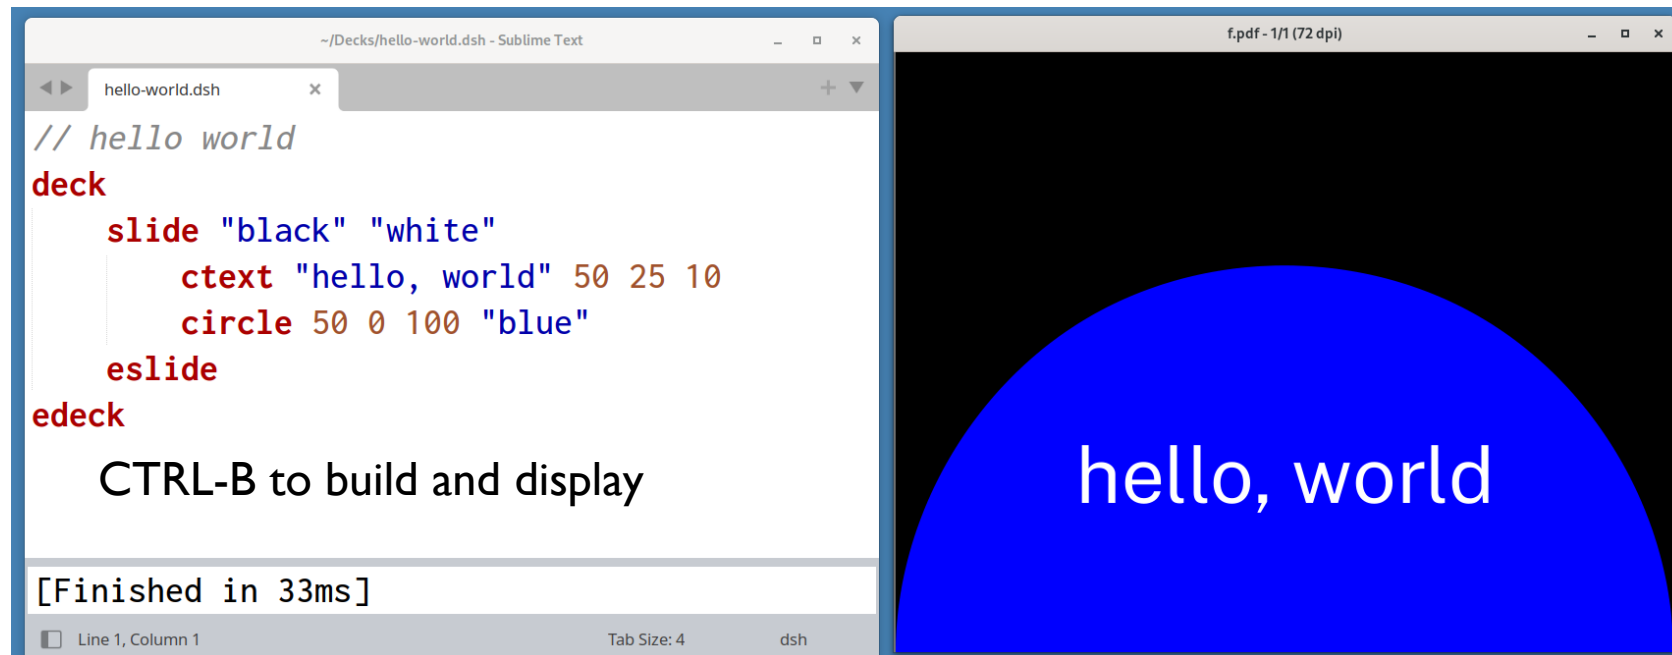 ~/Decks/hello-world.dsh - Sublime Text
hello-world.dsh
// hello world
deck
slide "black" "white"
ctext "hello, world" 50 25 10
circle 50 0 100 "blue"
eslide
edeck
CTRL-B to build and display
[Finished in 33ms]
Line 1, Column 1
Tab Size: 4
dsh
f.pdf - 1/1 (72 dpi)
hello, world